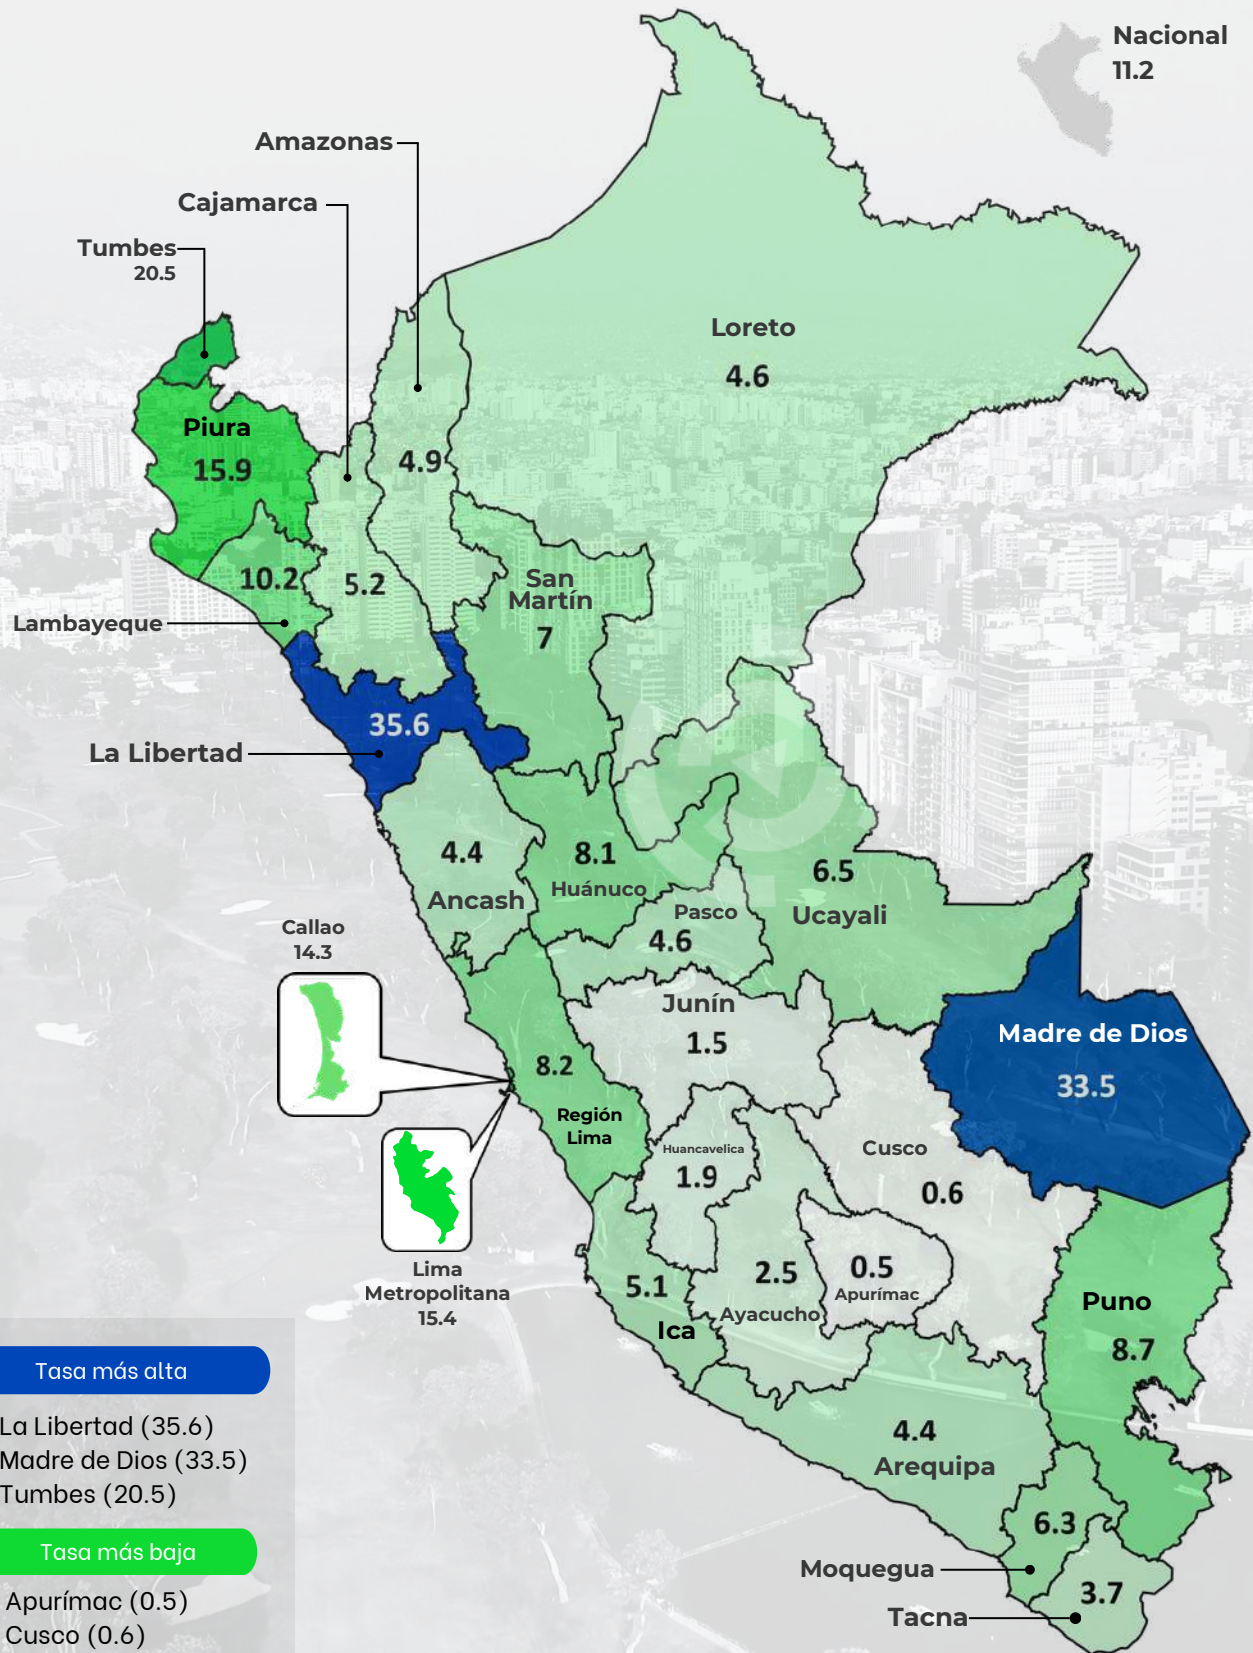 Nacional
11.2
Amazonas
Cajamarca
Tumbes
20.5
Loreto
4.6
Piura
15.9
4.9
10.2
5.2
San
Martín
7
Lambayeque
35.6
La Libertad
4.4
Ancash
8.1
Huánuco
6.5
Ucayali
Pasco
4.6
Callao
14.3
Junín
1.5
Madre de Dios
33.5
8.2
Región
Lima
Huancavelica
1.9
Cusco
0.6
Lima
Metropolitana
15.4
5.1
Ica
2.5
Ayacucho
0.5
Apurímac
Puno
8.7
4.4
Arequipa
6.3
Moquegua
3.7
Tacna
Tasa más alta
La Libertad (35.6)
Madre de Dios (33.5)
Tumbes (20.5)
Tasa más baja
Apurímac (0.5)
Cusco (0.6)